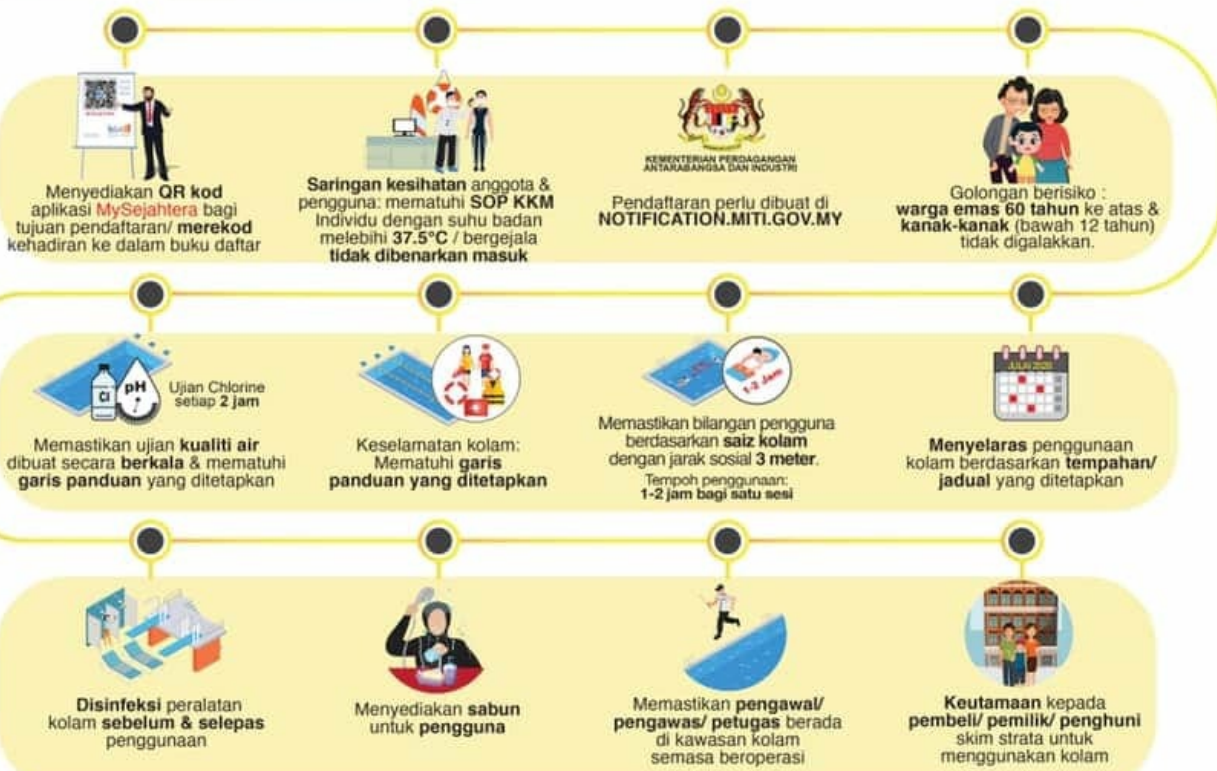 Menyediakan QR kod
aplikasi MySejahtera bagi
tujuan pendaftaran/ merekod
kehadiran ke dalam buku daftar
Saringan kesihatan anggota &
pengguna: mematuhi SOP KKM
Individu dengan suhu badan
melebihi 37.5°C / bergejala
tidak dibenarkan masuk
KEMENTERIAN PERDAGANGAN
ANTARABANGSA DAN INDUSTRI
Pendaftaran perlu dibuat di
NOTIFICATION.MITI.GOV.MY
Golongan berisiko :
warga emas 60 tahun ke atas &
kanak-kanak (bawah 12 tahun)
tidak digalakkan.
Cl
pH
Ujian Chlorine
setiap 2 jam
Memastikan ujian kualiti air
dibuat secara berkala & mematuhi
garis panduan yang ditetapkan
Keselamatan kolam:
Mematuhi garis
panduan yang ditetapkan
1-2 Jam
Memastikan bilangan pengguna
berdasarkan saiz kolam
dengan jarak sosial 3 meter.
Tempoh penggunaan:
1-2 jam bagi satu sesi
JULAI 2020
Menyelaras penggunaan
kolam berdasarkan tempahan/
jadual yang ditetapkan
Disinfeksi peralatan
kolam sebelum & selepas
penggunaan
Menyediakan sabun
untuk pengguna
Memastikan pengawal/
pengawas/ petugas berada
di kawasan kolam
semasa beroperasi
Keutamaan kepada
pembeli/ pemilik/ penghuni
skim strata untuk
menggunakan kolam